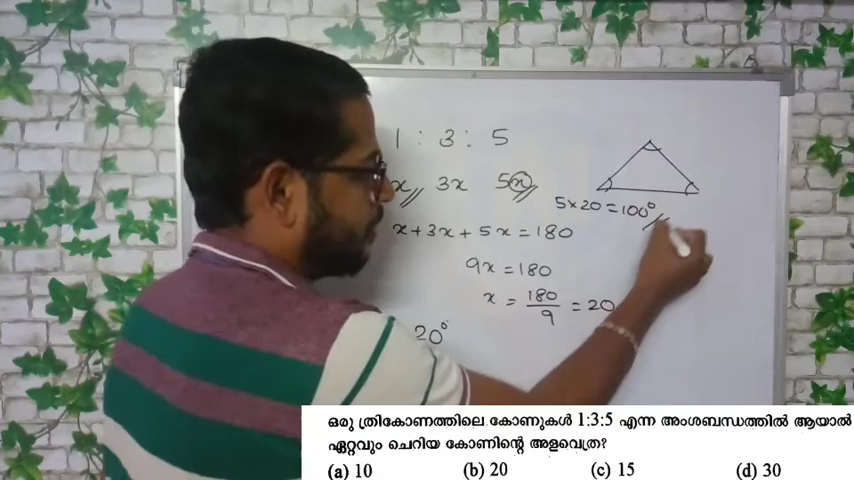 1 : 3 : 5
x 3x 5x
5×20 = 100°
x+3x+5x = 180
9x = 180
x = 180/9 = 20
20°
ഒരു ത്രികോണത്തിലെ കോണുകൾ 1:3:5 എന്ന അംശബന്ധത്തിൽ ആയാൽ
ഏറ്റവും ചെറിയ കോണിന്റെ അളവെത്ര?
(a) 10 (b) 20 (c) 15 (d) 30